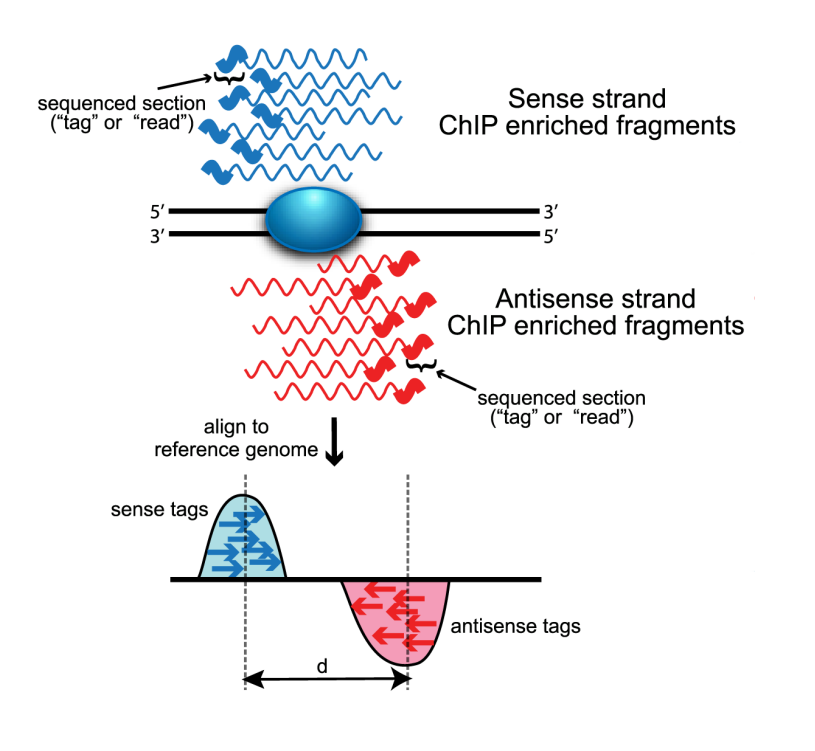 sequenced section
(“tag” or “read”)
Sense strand
ChIP enriched fragments
5′
3′
3′
5′
Antisense strand
ChIP enriched fragments
sequenced section
(“tag” or “read”)
align to
reference genome
sense tags
antisense tags
d